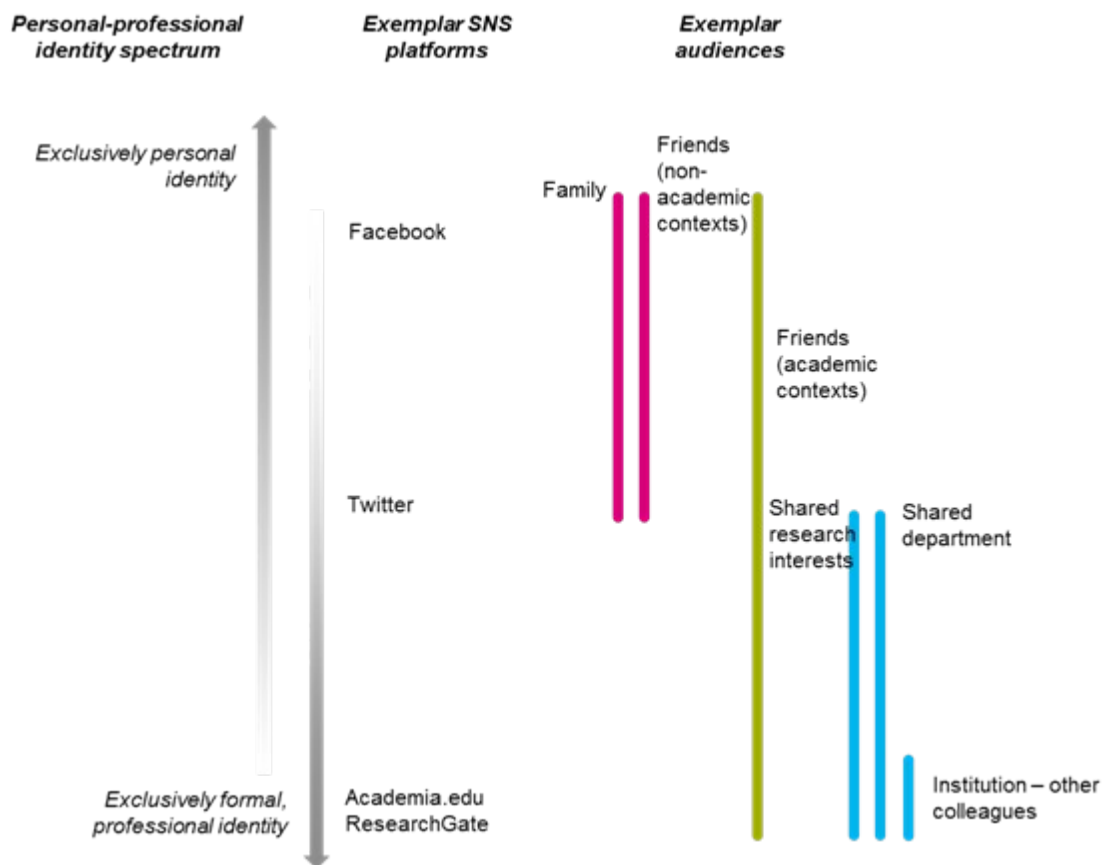 Personal-professional
identity spectrum
Exemplar SNS
platforms
Exemplar
audiences
Exclusively personal
identity
Facebook
Family
Friends
(non-
academic
contexts)
Friends
(academic
contexts)
Twitter
Shared
research
interests
Shared
department
Exclusively formal,
professional identity
Academia.edu
ResearchGate
Institution – other
colleagues